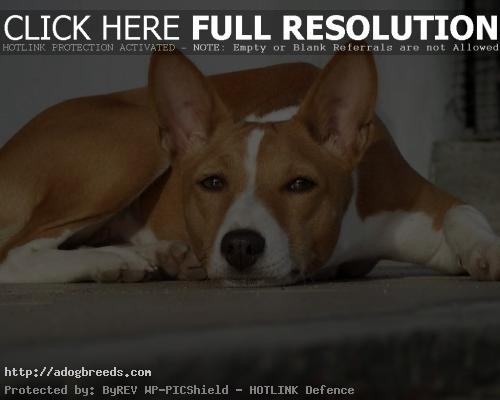 CLICK HERE FULL RESOLUTION
HOTLINK PROTECTION ACTIVATED - NOTE: Empty or Blank Referrals are not Allowed
http://adogbreeds.com
Protected by: ByREV WP-PICShield - HOTLINK Defence